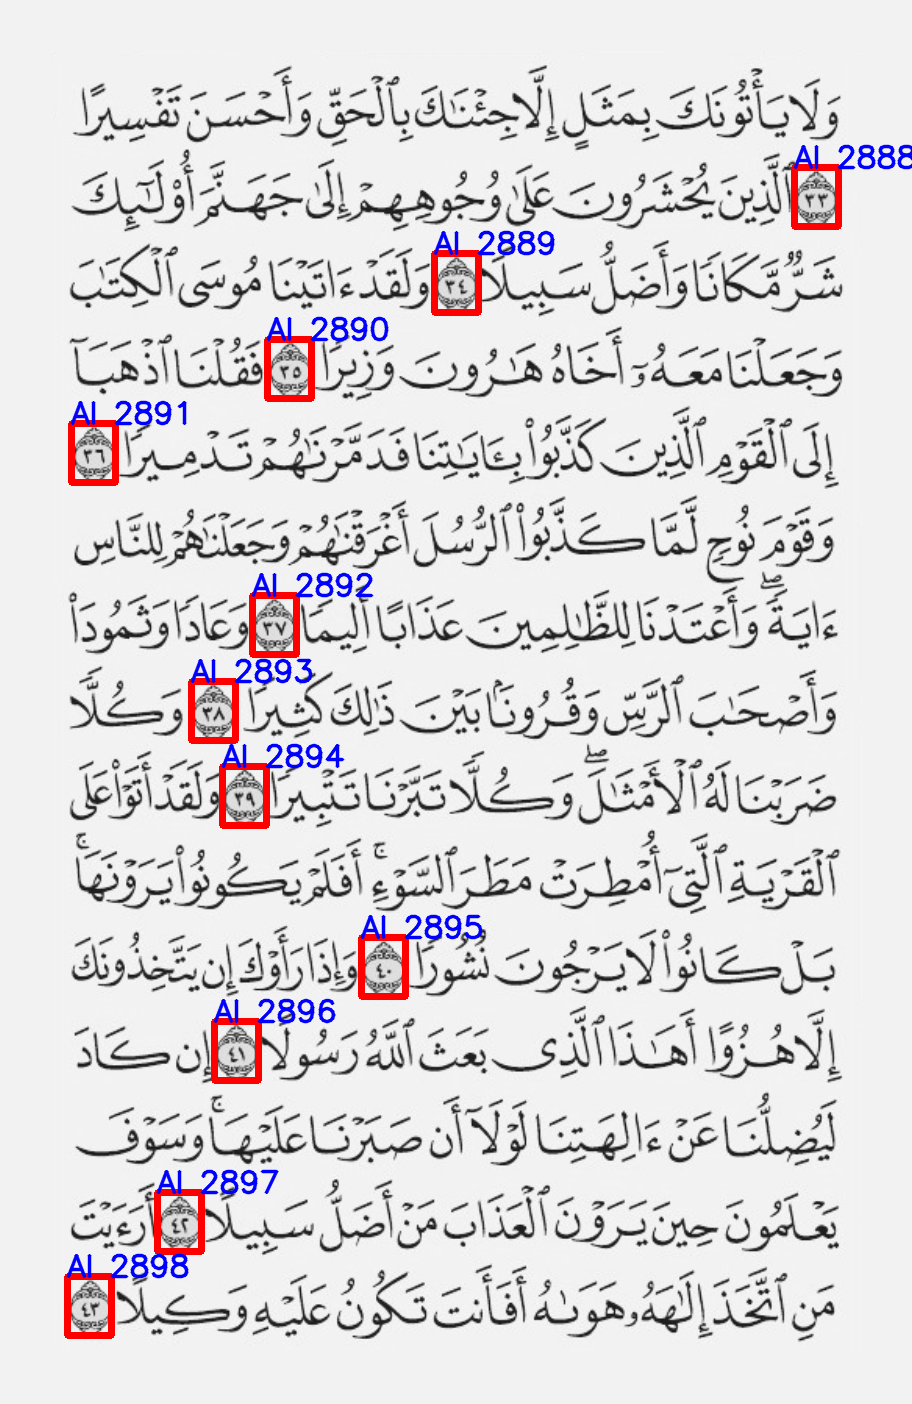 وَلَا يَأْتُونَكَ بِمَثَلٍ إِلَّا جِئْنَٰكَ بِٱلْحَقِّ وَأَحْسَنَ تَفْسِيرًا
AI 2888
٣٣ ٱلَّذِينَ يُحْشَرُونَ عَلَىٰ وُجُوهِهِمْ إِلَىٰ جَهَنَّمَ أُوْلَٰٓئِكَ
AI 2889
شَرٌّ مَّكَانًا وَأَضَلُّ سَبِيلًا ٣٤ وَلَقَدْ ءَاتَيْنَا مُوسَى ٱلْكِتَٰبَ
AI 2890
وَجَعَلْنَا مَعَهُۥٓ أَخَاهُ هَٰرُونَ وَزِيرًا ٣٥ فَقُلْنَا ٱذْهَبَآ
AI 2891
إِلَى ٱلْقَوْمِ ٱلَّذِينَ كَذَّبُواْ بِـَٔايَٰتِنَا فَدَمَّرْنَٰهُمْ تَدْمِيرًا ٣٦
وَقَوْمَ نُوحٍ لَّمَّا كَذَّبُواْ ٱلرُّسُلَ أَغْرَقْنَٰهُمْ وَجَعَلْنَٰهُمْ لِلنَّاسِ
AI 2892
ءَايَةًۖ وَأَعْتَدْنَا لِلظَّٰلِمِينَ عَذَابًا أَلِيمًا ٣٧ وَعَادًا وَثَمُودَاْ
AI 2893
وَأَصْحَٰبَ ٱلرَّسِّ وَقُرُونًۢا بَيْنَ ذَٰلِكَ كَثِيرًا ٣٨ وَكُلًّا
AI 2894
ضَرَبْنَا لَهُ ٱلْأَمْثَٰلَۖ وَكُلًّا تَبَّرْنَا تَتْبِيرًا ٣٩ وَلَقَدْ أَتَوْاْ عَلَى
ٱلْقَرْيَةِ ٱلَّتِىٓ أُمْطِرَتْ مَطَرَ ٱلسَّوْءِۚ أَفَلَمْ يَكُونُواْ يَرَوْنَهَاۚ
AI 2895
بَلْ كَانُواْ لَا يَرْجُونَ نُشُورًا ٤٠ وَإِذَا رَأَوْكَ إِن يَتَّخِذُونَكَ
AI 2896
إِلَّا هُزُوًا أَهَٰذَا ٱلَّذِى بَعَثَ ٱللَّهُ رَسُولًا ٤١ إِن كَادَ
لَيُضِلُّنَا عَنْ ءَالِهَتِنَا لَوْلَآ أَن صَبَرْنَا عَلَيْهَاۚ وَسَوْفَ
AI 2897
يَعْلَمُونَ حِينَ يَرَوْنَ ٱلْعَذَابَ مَنْ أَضَلُّ سَبِيلًا ٤٢ أَرَءَيْتَ
AI 2898
مَنِ ٱتَّخَذَ إِلَٰهَهُۥ هَوَىٰهُ أَفَأَنتَ تَكُونُ عَلَيْهِ وَكِيلًا ٤٣